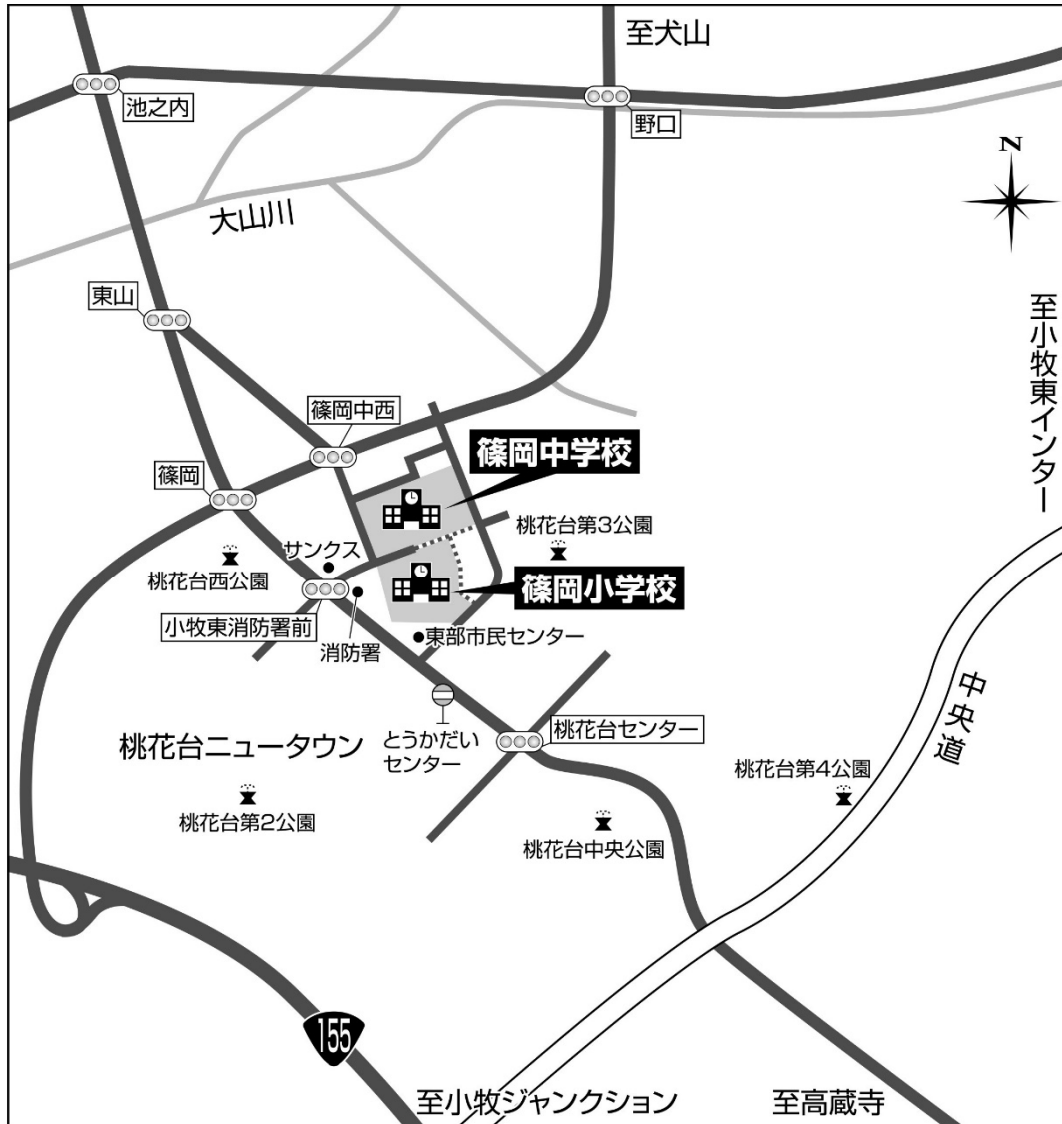 至犬山
池之内
野口
N
大山川
東山
至小牧東インター
篠岡中西
篠岡中学校
篠岡
桃花台第3公園
サンクス
桃花台西公園
篠岡小学校
小牧東消防署前
消防署
東部市民センター
中央道
とうかだい
センター
桃花台センター
桃花台ニュータウン
桃花台第4公園
桃花台第2公園
桃花台中央公園
155
至小牧ジャンクション
至高蔵寺